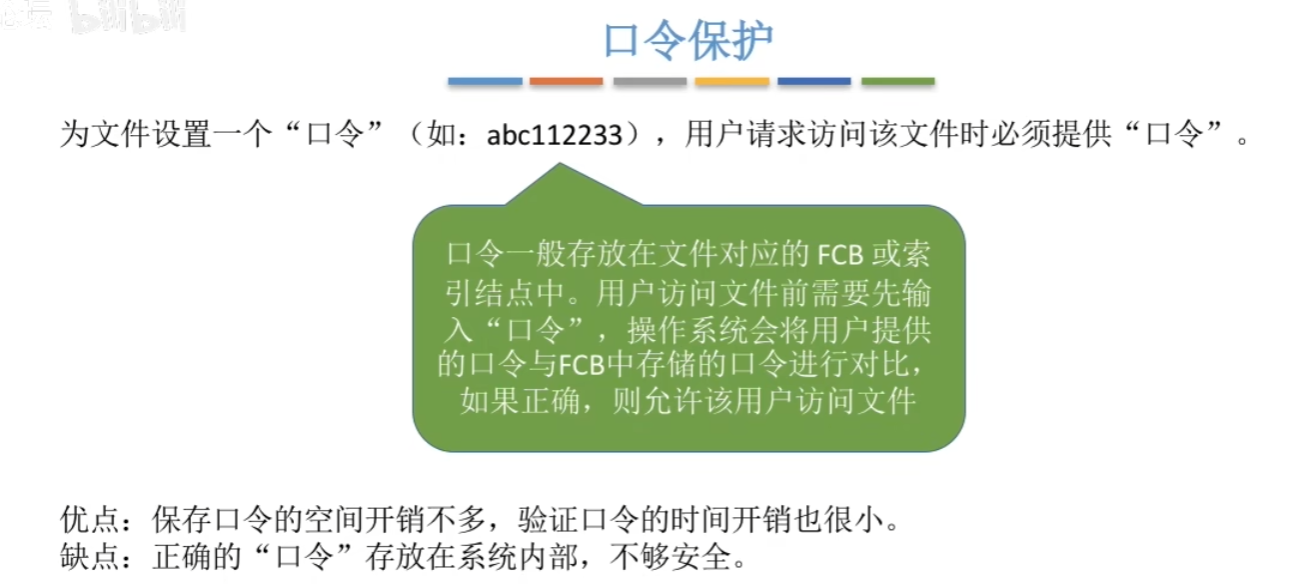 bilibili
口令保护
为文件设置一个“口令”（如：abc112233），用户请求访问该文件时必须提供“口令”。
口令一般存放在文件对应的 FCB 或索
引结点中。用户访问文件前需要先输
入“口令”，操作系统会将用户提供
的口令与FCB中存储的口令进行对比，
如果正确，则允许该用户访问文件
优点：保存口令的空间开销不多，验证口令的时间开销也很小。
缺点：正确的“口令”存放在系统内部，不够安全。